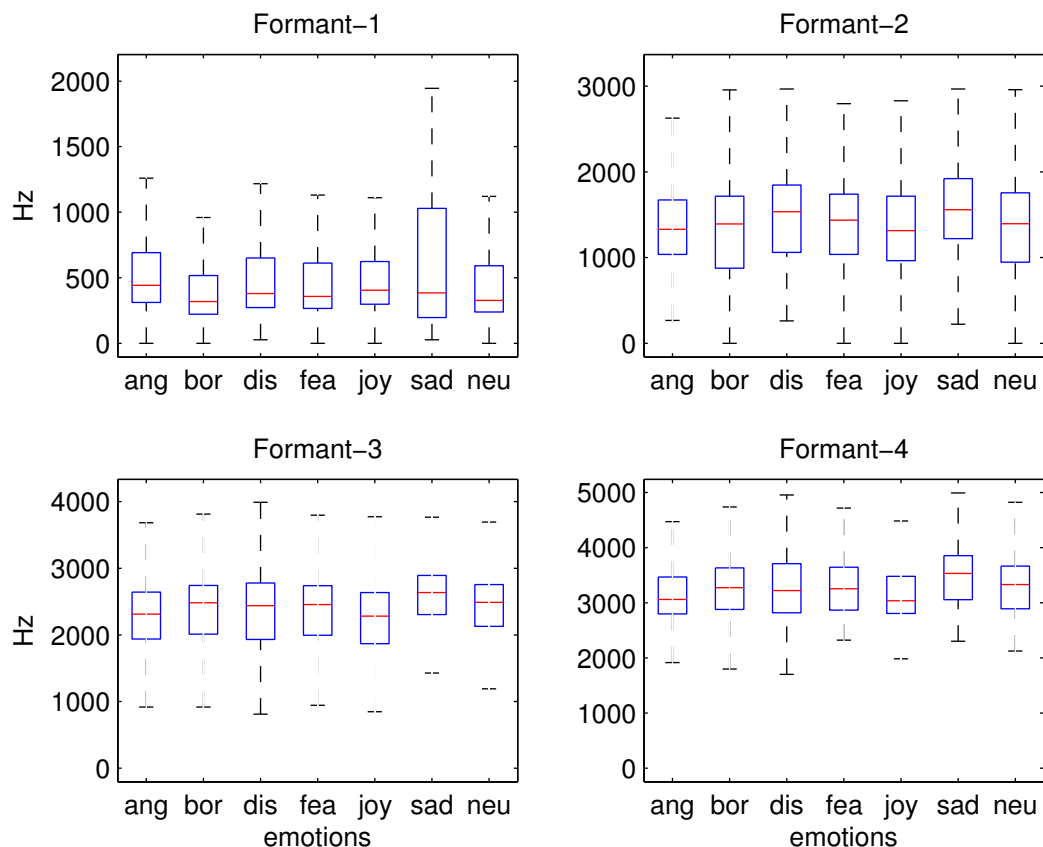 Formant−1
Hz
2000
1500
1000
500
0
ang bor dis fea joy sad neu
Formant−2
3000
2000
1000
0
ang bor dis fea joy sad neu
Formant−3
Hz
4000
3000
2000
1000
0
ang bor dis fea joy sad neu
emotions
Formant−4
5000
4000
3000
2000
1000
0
ang bor dis fea joy sad neu
emotions